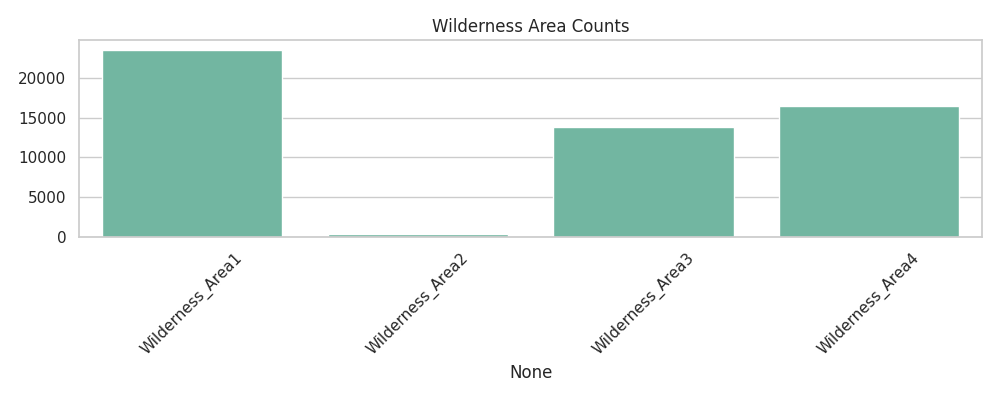 Wilderness Area Counts
20000
15000
10000
5000
0
Wilderness_Area1
Wilderness_Area2
Wilderness_Area3
Wilderness_Area4
None